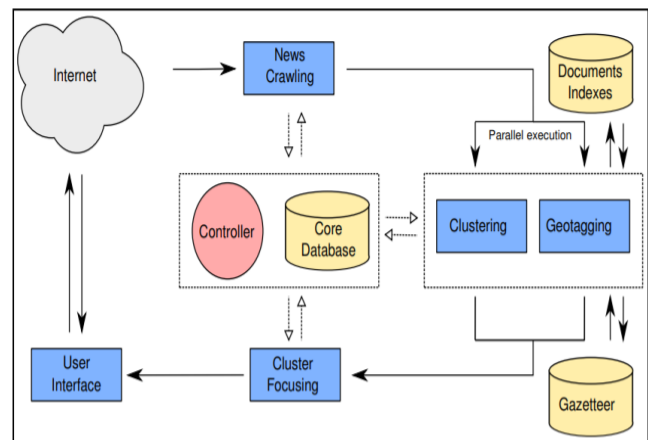 Internet
News
Crawling
Documents
Indexes
Parallel execution
Controller
Core
Database
Clustering
Geotagging
User
Interface
Cluster
Focusing
Gazetteer